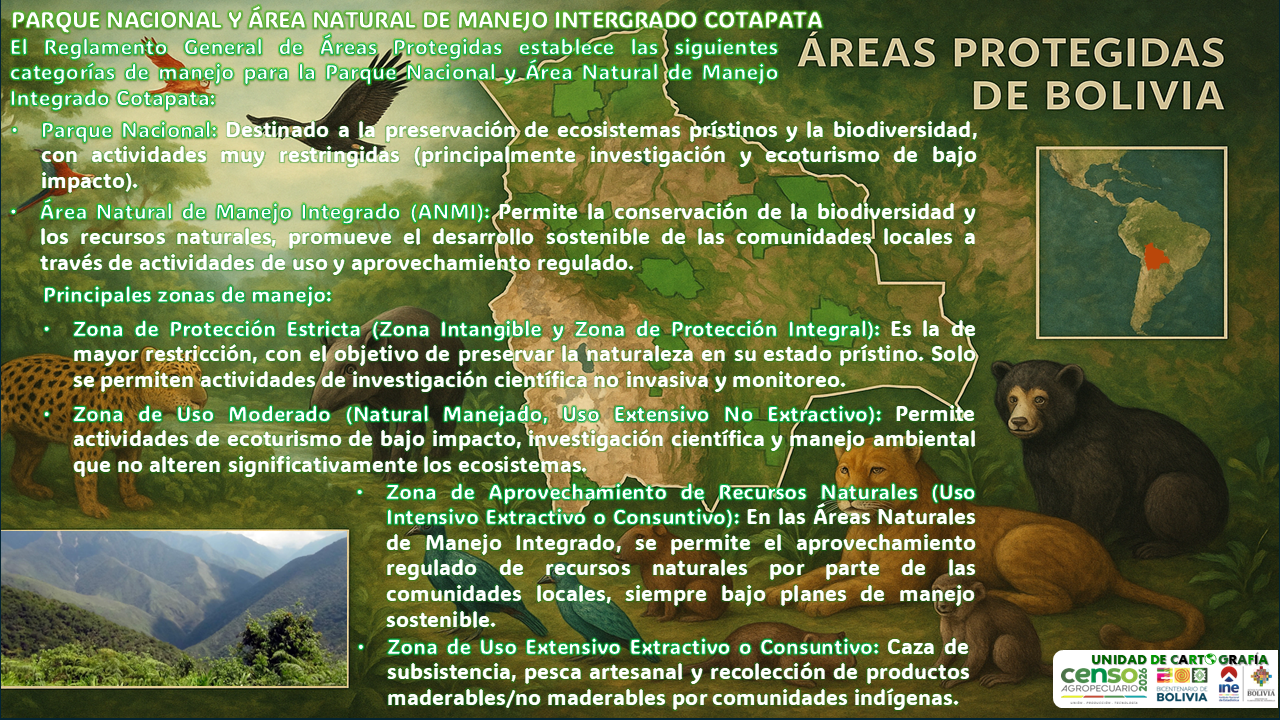 PARQUE NACIONAL Y ÁREA NATURAL DE MANEJO INTERGRADO COTAPATA
El Reglamento General de Áreas Protegidas establece las siguientes
categorías de manejo para la Parque Nacional y Área Natural de Manejo
Integrado Cotapata:
• Parque Nacional: Destinado a la preservación de ecosistemas prístinos y la biodiversidad,
con actividades muy restringidas (principalmente investigación y ecoturismo de bajo
impacto).
• Área Natural de Manejo Integrado (ANMI): Permite la conservación de la biodiversidad y
los recursos naturales, promueve el desarrollo sostenible de las comunidades locales a
través de actividades de uso y aprovechamiento regulado.
Principales zonas de manejo:
• Zona de Protección Estricta (Zona Intangible y Zona de Protección Integral): Es la de
mayor restricción, con el objetivo de preservar la naturaleza en su estado prístino. Solo
se permiten actividades de investigación científica no invasiva y monitoreo.
• Zona de Uso Moderado (Natural Manejado, Uso Extensivo No Extractivo): Permite
actividades de ecoturismo de bajo impacto, investigación científica y manejo ambiental
que no alteren significativamente los ecosistemas.
• Zona de Aprovechamiento de Recursos Naturales (Uso
Intensivo Extractivo o Consuntivo): En las Áreas Naturales
de Manejo Integrado, se permite el aprovechamiento
regulado de recursos naturales por parte de las
comunidades locales, siempre bajo planes de manejo
sostenible.
• Zona de Uso Extensivo Extractivo o Consuntivo: Caza de
subsistencia, pesca artesanal y recolección de productos
maderables/no maderables por comunidades indígenas.
ÁREAS PROTEGIDAS
DE BOLIVIA
UNIDAD DE CARTOGRAFÍA
censo
AGROPECUARIO
2026
BICENTENARIO DE
BOLIVIA
ine
BOLIVIA